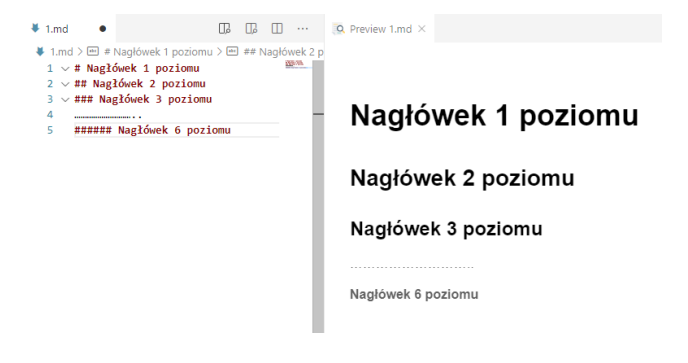 1.md
Preview 1.md
1.md > # Nagłówek 1 poziomu > ## Nagłówek 2 p
1 # Nagłówek 1 poziomu
2 ## Nagłówek 2 poziomu
3 ### Nagłówek 3 poziomu
4 ………………………..
5 ###### Nagłówek 6 poziomu
Nagłówek 1 poziomu
Nagłówek 2 poziomu
Nagłówek 3 poziomu
………………………..
Nagłówek 6 poziomu